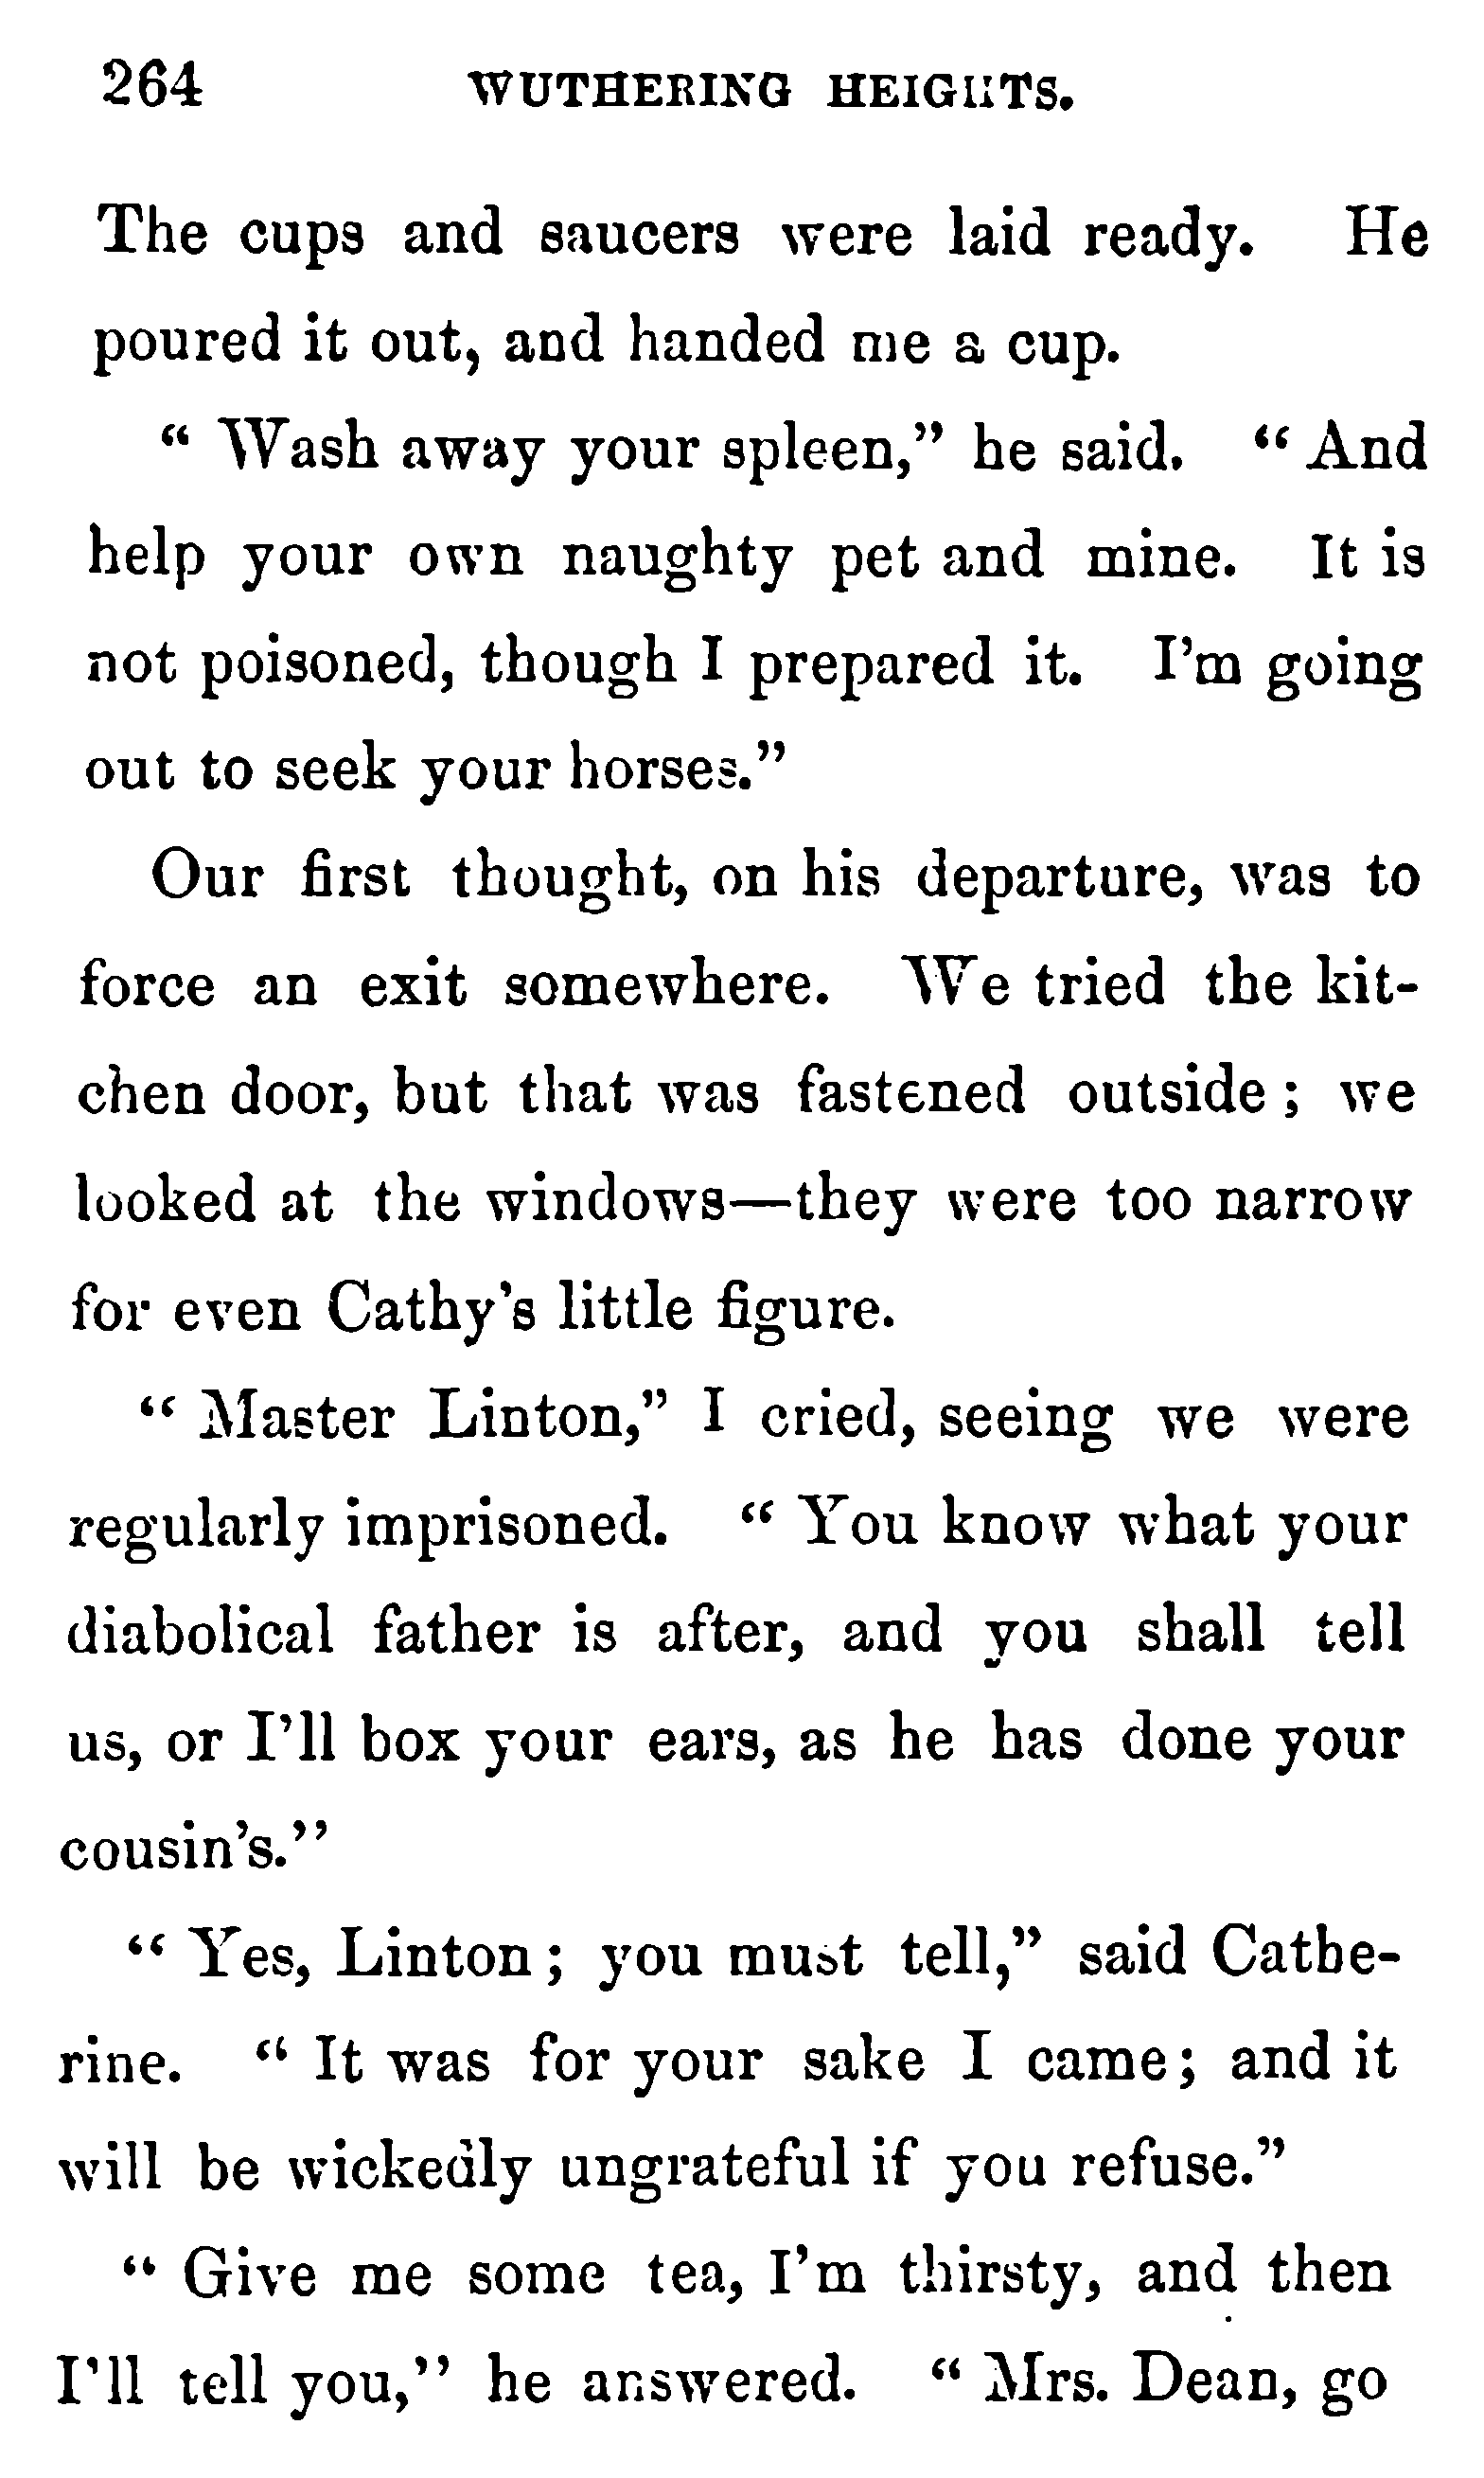 264 WUTHERING HEIGHTS.
The cups and saucers were laid ready. He
poured it out, and handed me a cup.
“ Wash away your spleen,” he said. “ And
help your own naughty pet and mine. It is
not poisoned, though I prepared it. I’m going
out to seek your horses.”
Our first thought, on his departure, was to
force an exit somewhere. We tried the kit-
chen door, but that was fastened outside ; we
looked at the windows—they were too narrow
for even Cathy’s little figure.
“ Master Linton,” I cried, seeing we were
regularly imprisoned. “ You know what your
diabolical father is after, and you shall tell
us, or I’ll box your ears, as he has done your
cousin’s.”
“ Yes, Linton ; you must tell,” said Cathe-
rine. “ It was for your sake I came ; and it
will be wickedly ungrateful if you refuse.”
“ Give me some tea, I’m thirsty, and then
I’ll tell you,” he answered. “ Mrs. Dean, go